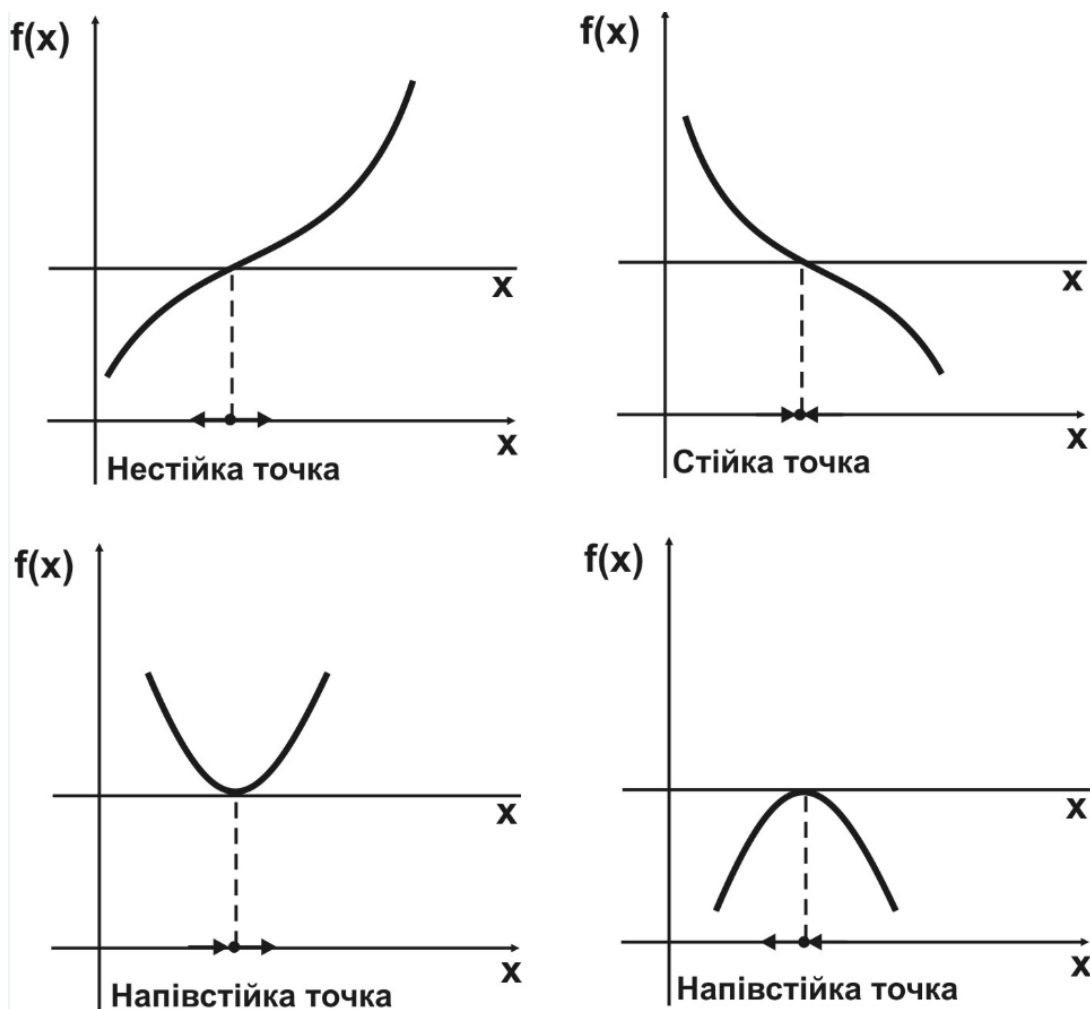 f(x)
x
x
Нестійка точка
f(x)
x
x
Стійка точка
f(x)
x
x
Напівстійка точка
f(x)
x
x
Напівстійка точка